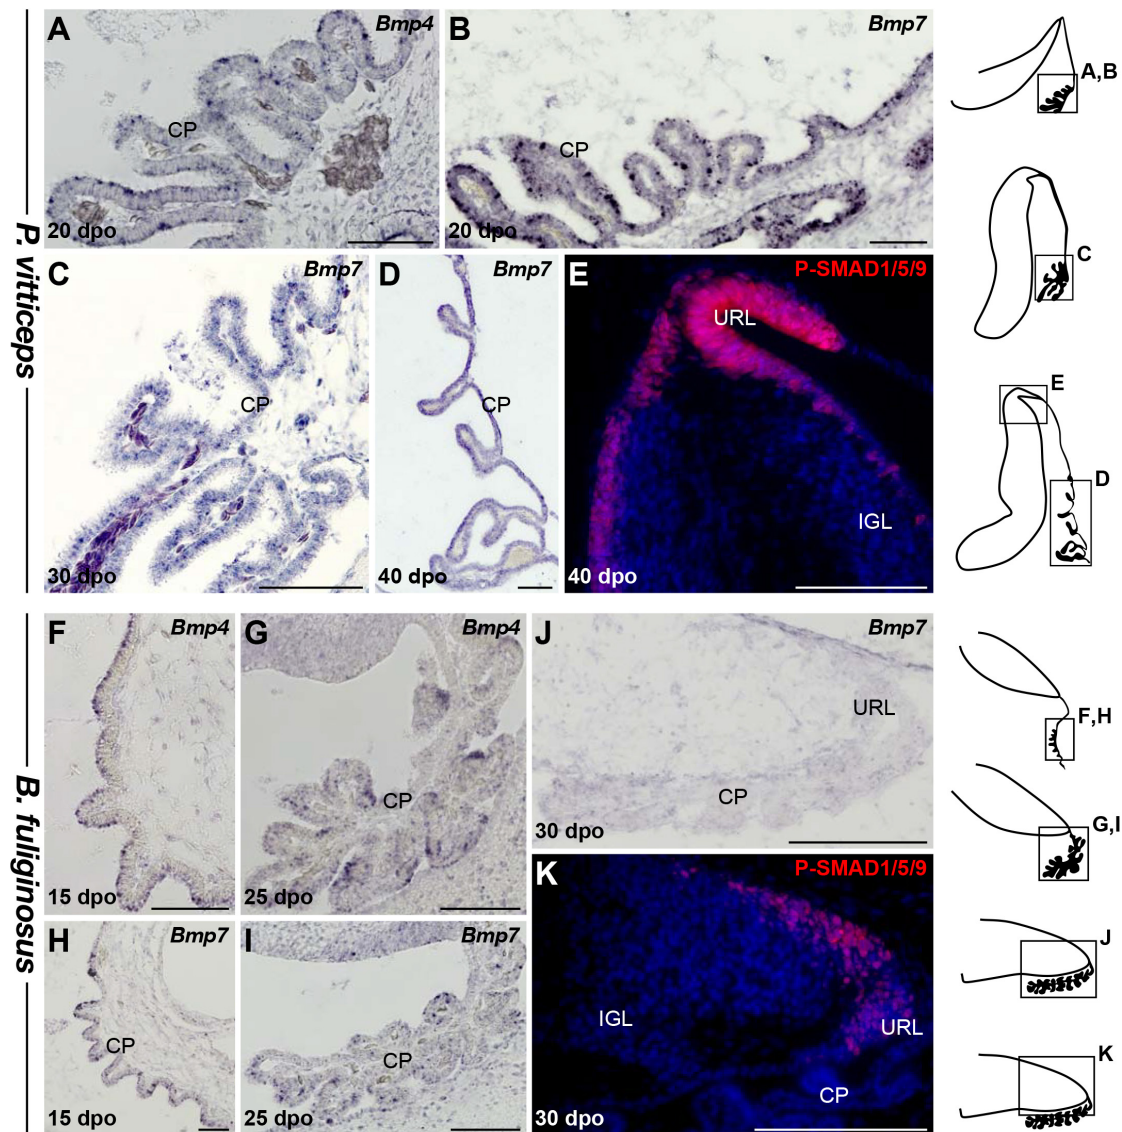 P. vitticeps
A
Bmp4
CP
20 dpo
B
Bmp7
CP
20 dpo
A,B
C
Bmp7
CP
30 dpo
D
Bmp7
CP
40 dpo
E
P-SMAD1/5/9
URL
IGL
40 dpo
C
E
D
B. fuliginosus
F
Bmp4
15 dpo
G
Bmp4
CP
25 dpo
H
Bmp7
CP
15 dpo
I
Bmp7
CP
25 dpo
J
Bmp7
URL
CP
30 dpo
K
P-SMAD1/5/9
IGL
URL
CP
30 dpo
F,H
G,I
J
K